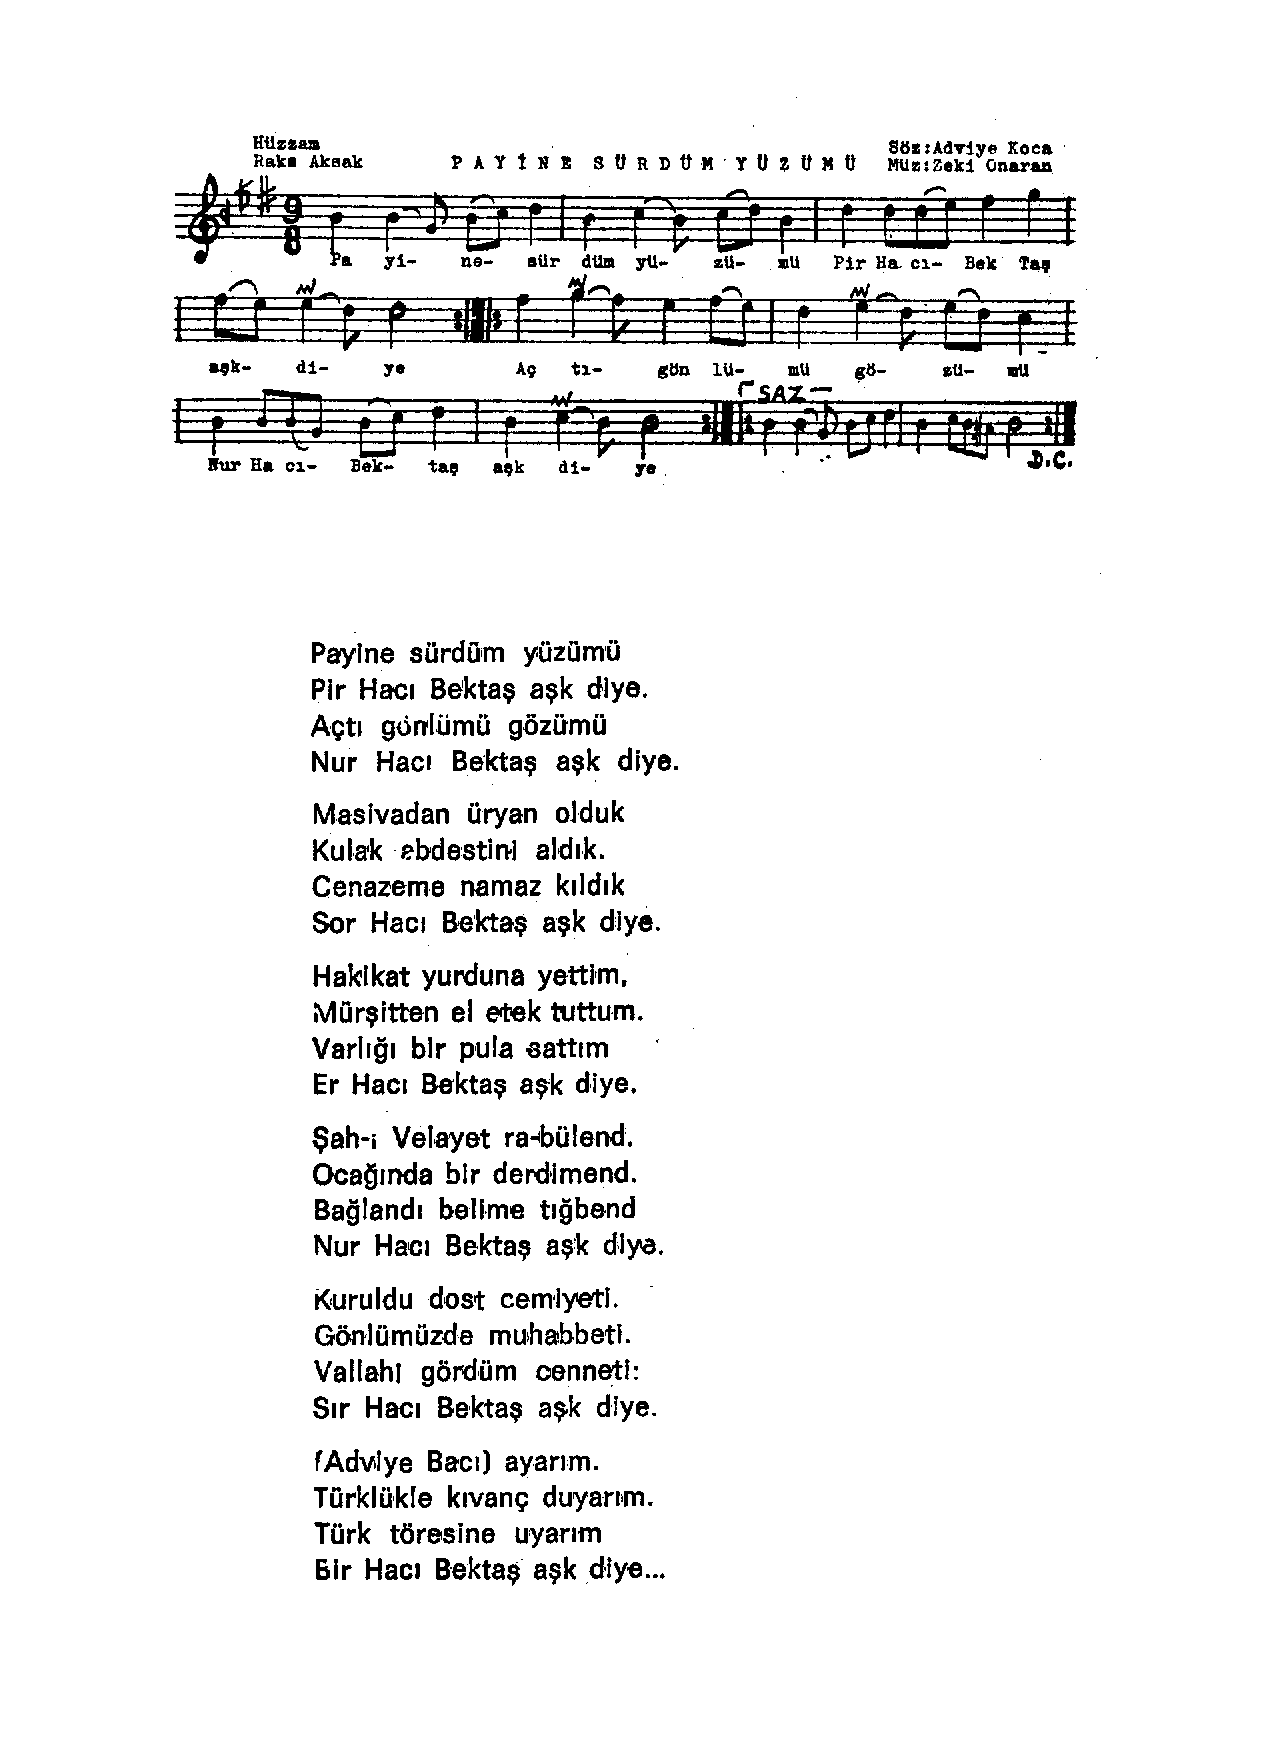 Hüzzam
Raks Aksak
PAYİNE SÜRDÜM YÜZÜMÜ
Söz:Adviye Koca
Müz:Zeki Onaran
9
8
Pa yi- ne- sür düm yü- zü- mü Pir Ha cı- Bek Taş
aşk- di- ye Aç tı- gön lü- mü gö- zü- mü
SAZ
Nur Ha cı- Bek- taş aşk di- ye
D.C.
Payine sürdüm yüzümü
Pir Hacı Bektaş aşk diye.
Açtı gönlümü gözümü
Nur Hacı Bektaş aşk diye.
Masivadan üryan olduk
Kulak abdestini aldık.
Cenazeme namaz kıldık
Sor Hacı Bektaş aşk diye.
Hakikat yurduna yettim,
Mürşitten el etek tuttum.
Varlığı bir pula sattım
Er Hacı Bektaş aşk diye.
Şah-ı Velayet ra-bülend.
Ocağında bir derdimend.
Bağlandı belime tığbend
Nur Hacı Bektaş aşk diye.
Kuruldu dost cemiyeti.
Gönlümüzde muhabbeti.
Vallahi gördüm cenneti:
Sır Hacı Bektaş aşk diye.
(Adviye Bacı) ayarım.
Türklükle kıvanç duyarım.
Türk töresine uyarım
Bir Hacı Bektaş aşk diye...